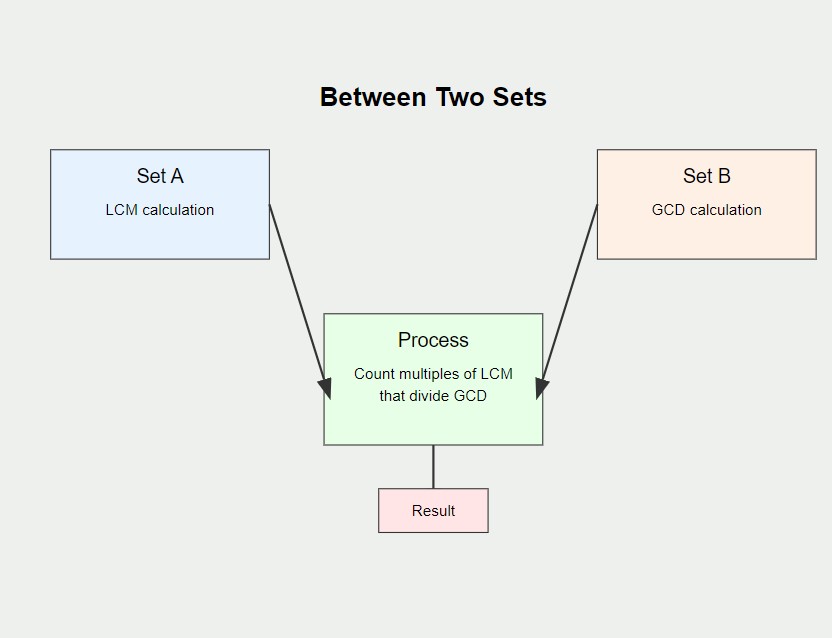 Between Two Sets
Set A
LCM calculation
Set B
GCD calculation
Process
Count multiples of LCM
that divide GCD
Result